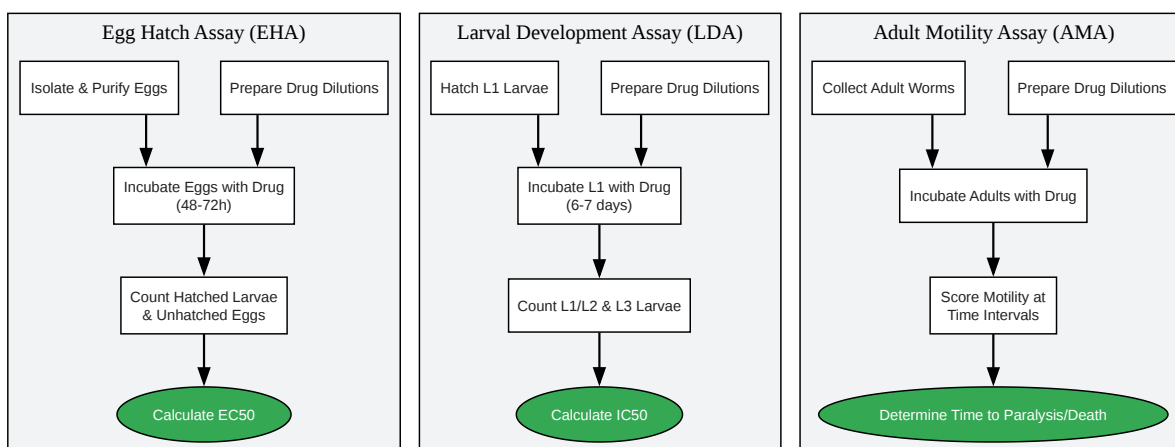 Egg Hatch Assay (EHA)
Isolate & Purify Eggs
Prepare Drug Dilutions
Incubate Eggs with Drug
(48-72h)
Count Hatched Larvae
& Unhatched Eggs
Calculate EC50
Larval Development Assay (LDA)
Hatch L1 Larvae
Prepare Drug Dilutions
Incubate L1 with Drug
(6-7 days)
Count L1/L2 & L3 Larvae
Calculate IC50
Adult Motility Assay (AMA)
Collect Adult Worms
Prepare Drug Dilutions
Incubate Adults with Drug
Score Motility at
Time Intervals
Determine Time to Paralysis/Death